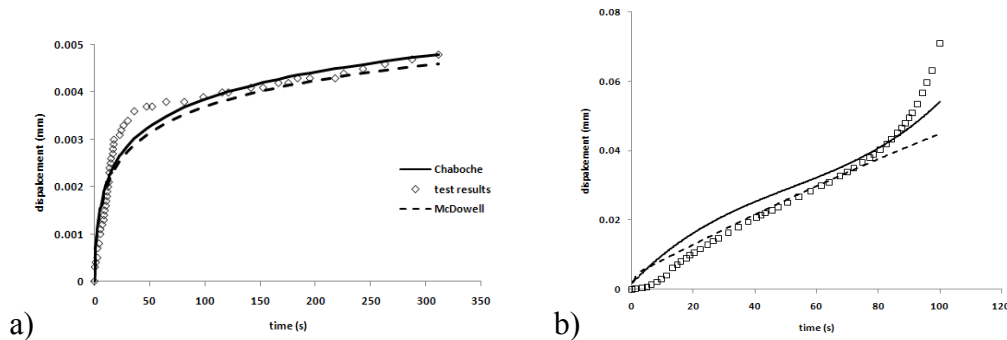 0.005
0.004
0.003
0.002
0.001
0
dispakcement (mm)
0 50 100 150 200 250 300 350
time (s)
Chaboche
test results
McDowell
a)
0.08
0.06
0.04
0.02
0
displacement (mm)
0 20 40 60 80 100 120
time (s)
b)